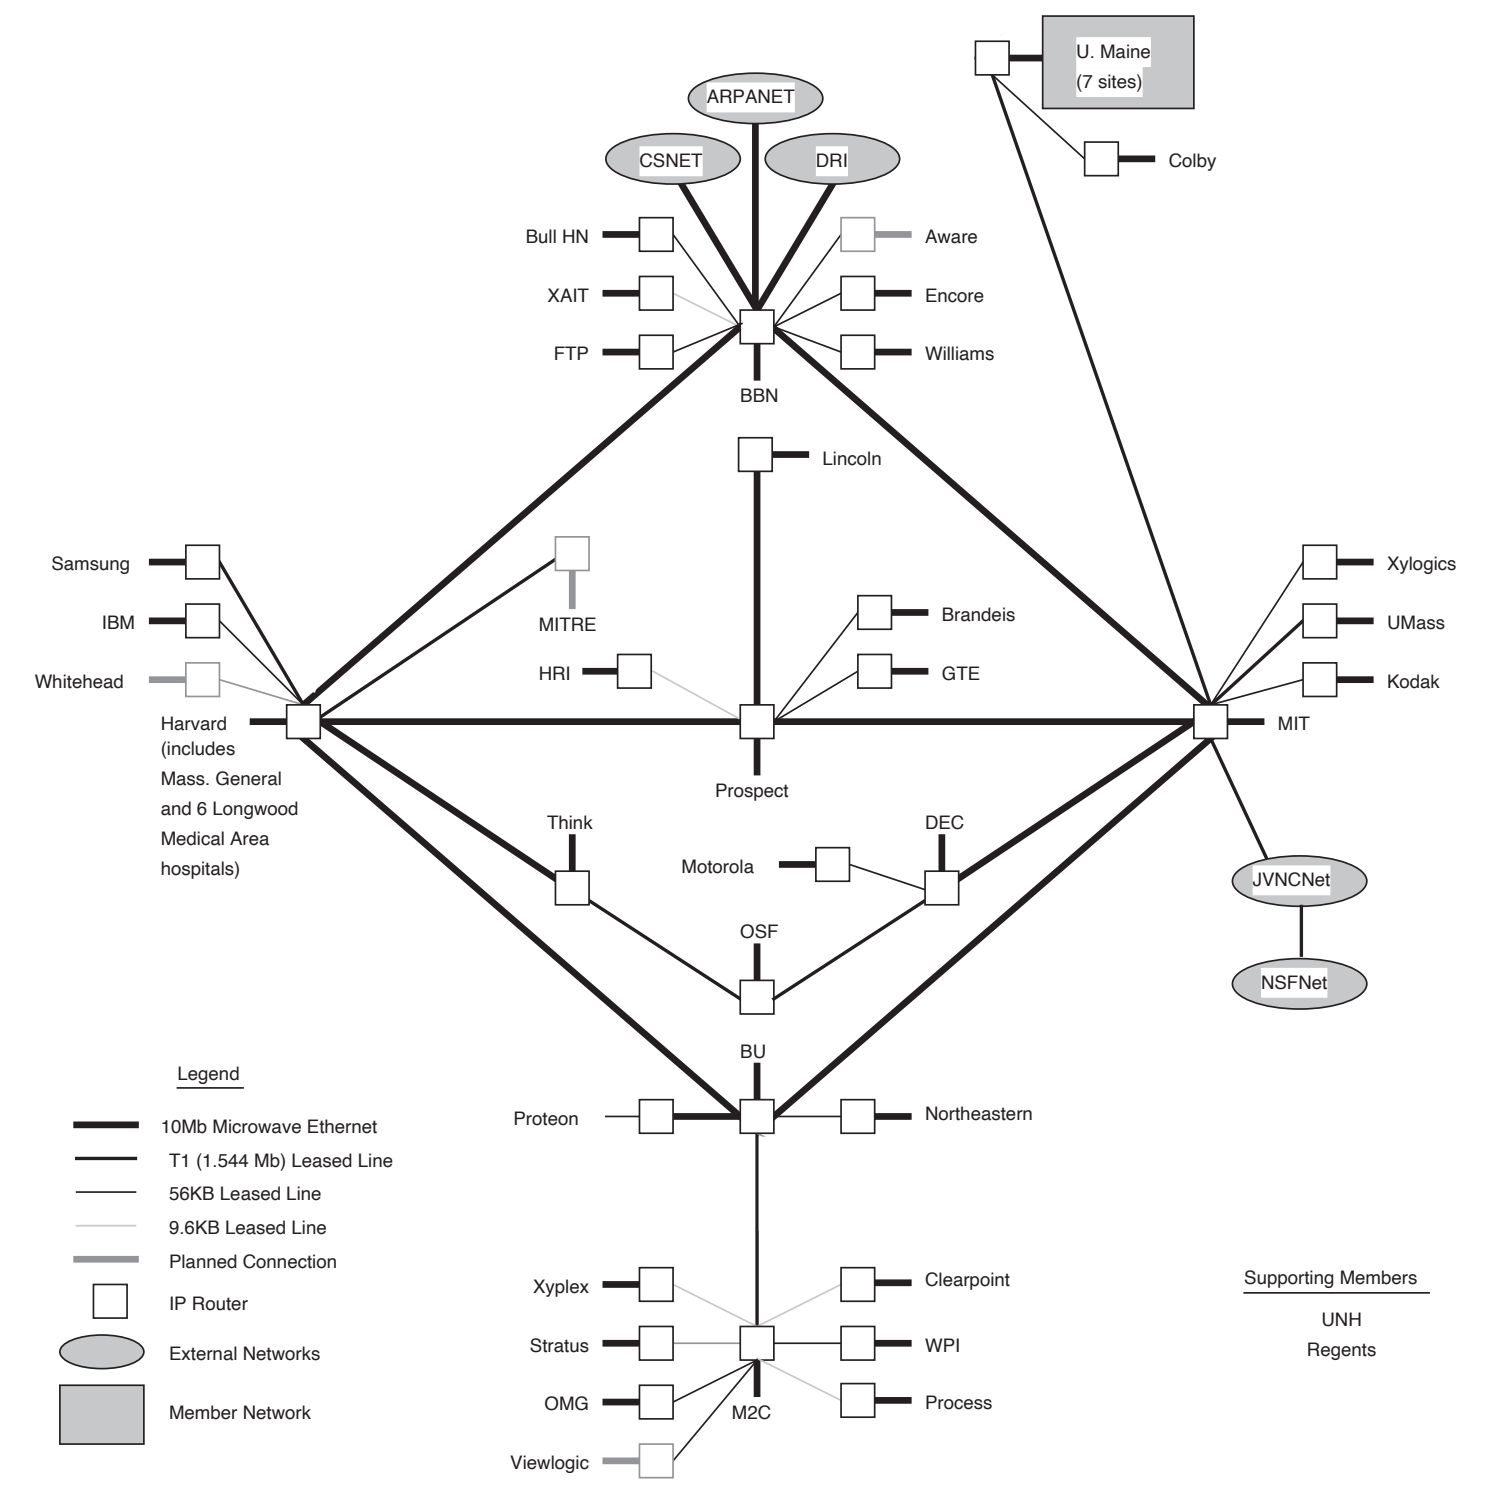 U. Maine
(7 sites)
ARPANET
CSNET
DRI
Colby
Bull HN
Aware
XAIT
Encore
FTP
Williams
BBN
Lincoln
Samsung
Xylogics
IBM
MITRE
Brandeis
UMass
Whitehead
HRI
GTE
Kodak
Harvard
(includes
Mass. General
and 6 Longwood
Medical Area
hospitals)
MIT
Prospect
Think
DEC
Motorola
JVNCNet
OSF
NSFNet
BU
Proteon
Northeastern
Legend
10Mb Microwave Ethernet
T1 (1.544 Mb) Leased Line
56KB Leased Line
9.6KB Leased Line
Planned Connection
IP Router
External Networks
Member Network
Xyplex
Clearpoint
Stratus
WPI
OMG
M2C
Process
Viewlogic
Supporting Members
UNH
Regents